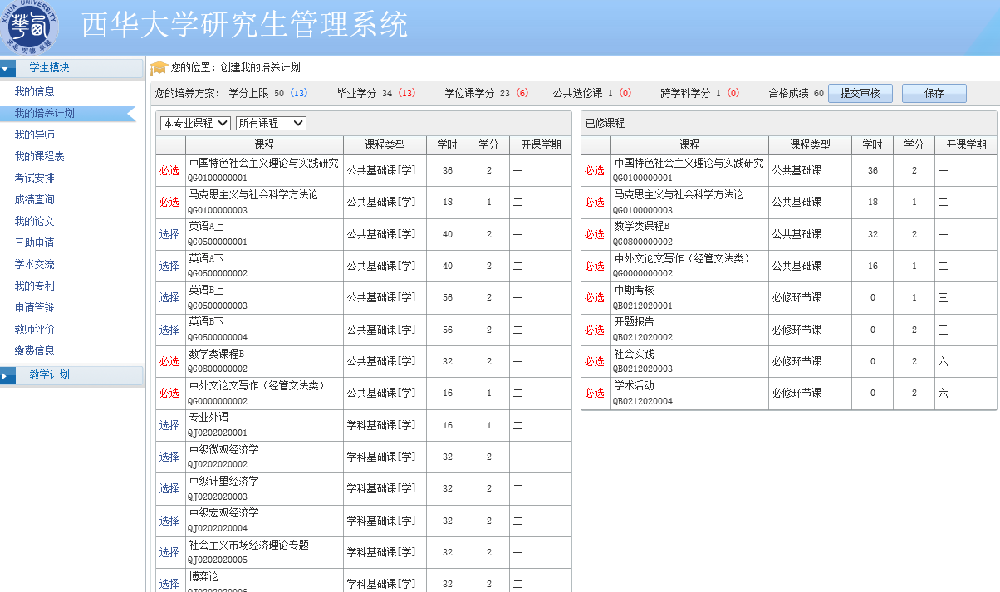 XIHUA UNIVERSITY
求是 明德 卓越
西华大学研究生管理系统
学生模块
我的信息
我的培养计划
我的导师
我的课程表
考试安排
成绩查询
我的论文
三助申请
学术交流
我的专利
申请答辩
教师评价
缴费信息
教学计划
您的位置: 创建我的培养计划
您的培养方案: 学分上限 50 (13) 毕业学分 34 (13) 学位课学分 23 (6) 公共选修课 1 (0) 跨学科学分 1 (0) 合格成绩 60 提交审核 保存
本专业课程 所有课程
课程 课程类型 学时 学分 开课学期
必选 中国特色社会主义理论与实践研究 QG0100000001 公共基础课[学] 36 2 一
必选 马克思主义与社会科学方法论 QG0100000003 公共基础课[学] 18 1 二
选择 英语A上 QG0500000001 公共基础课[学] 40 2 一
选择 英语A下 QG0500000002 公共基础课[学] 40 2 二
选择 英语B上 QG0500000003 公共基础课[学] 56 2 一
选择 英语B下 QG0500000004 公共基础课[学] 56 2 二
必选 数学类课程B QG0800000002 公共基础课[学] 32 2 一
必选 中外文论文写作（经管文法类） QG0000000002 公共基础课[学] 16 1 二
选择 专业外语 QJ0202020001 学科基础课[学] 16 1 二
选择 中级微观经济学 QJ0202020002 学科基础课[学] 32 2 一
选择 中级计量经济学 QJ0202020003 学科基础课[学] 32 2 二
选择 中级宏观经济学 QJ0202020004 学科基础课[学] 32 2 二
选择 社会主义市场经济理论专题 QJ0202020005 学科基础课[学] 32 2 一
选择 博弈论 QJ0202020006 学科基础课[学] 32 2 二
已修课程
课程 课程类型 学时 学分 开课学期
必选 中国特色社会主义理论与实践研究 QG0100000001 公共基础课 36 2 一
必选 马克思主义与社会科学方法论 QG0100000003 公共基础课 18 1 二
必选 数学类课程B QG0800000002 公共基础课 32 2 一
必选 中外文论文写作（经管文法类） QG0000000002 公共基础课 16 1 二
必选 中期考核 QB0212020001 必修环节课 0 1 三
必选 开题报告 QB0212020002 必修环节课 0 2 三
必选 社会实践 QB0212020003 必修环节课 0 2 六
必选 学术活动 QB0212020004 必修环节课 0 2 六